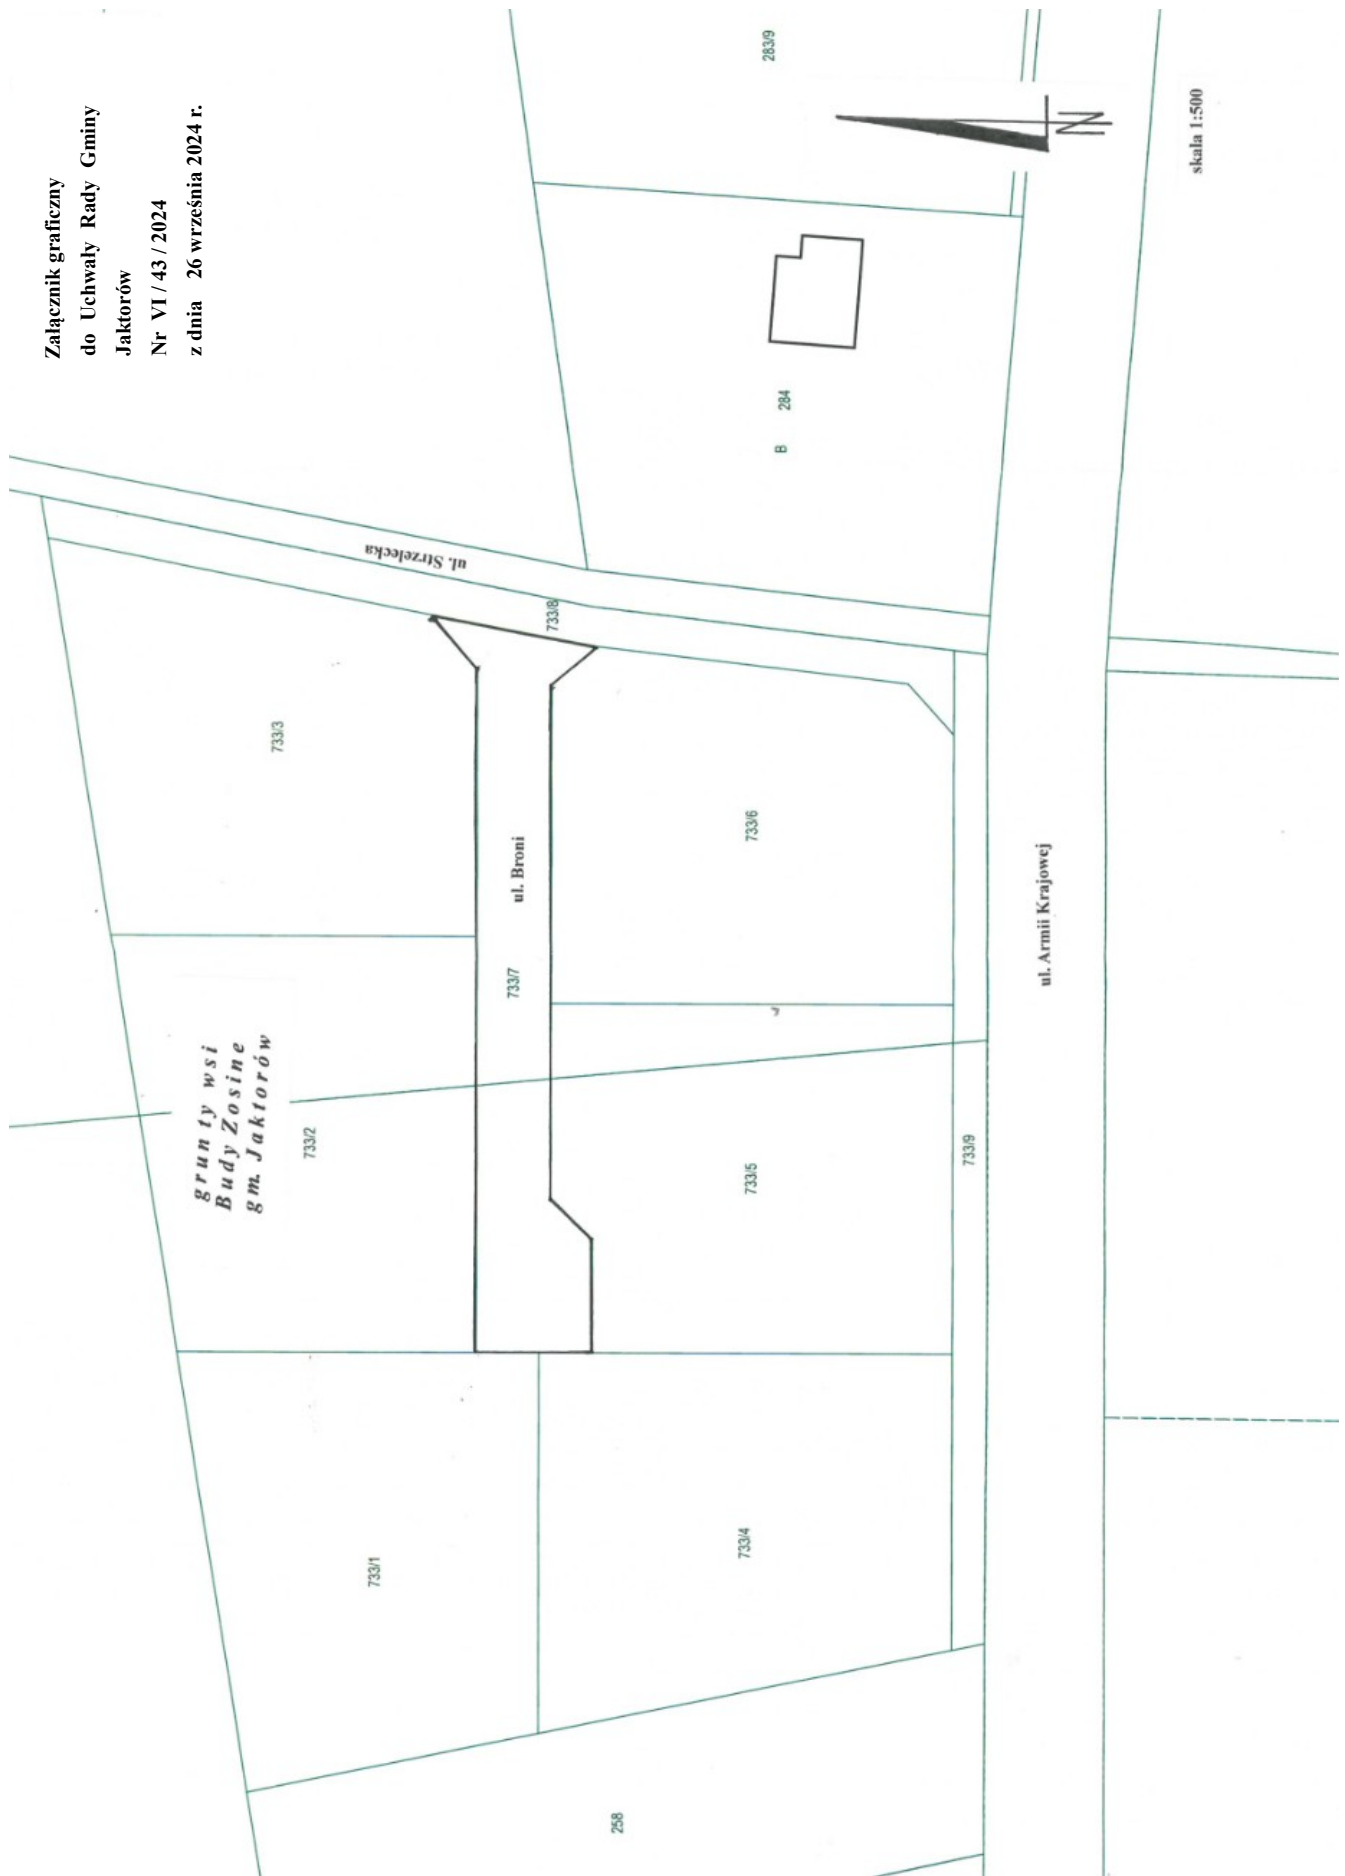 Załącznik graficzny
do Uchwały Rady Gminy
Jaktorów
Nr VI / 43 / 2024
z dnia 26 września 2024 r.
283/9
N
skala 1:500
284
B
ul. Strzelecka
733/8
733/3
ul. Broni
733/7
733/6
ul. Armii Krajowej
grunty wsi
Budy Zosine
gm. Jaktorów
733/2
733/5
733/9
733/1
733/4
258